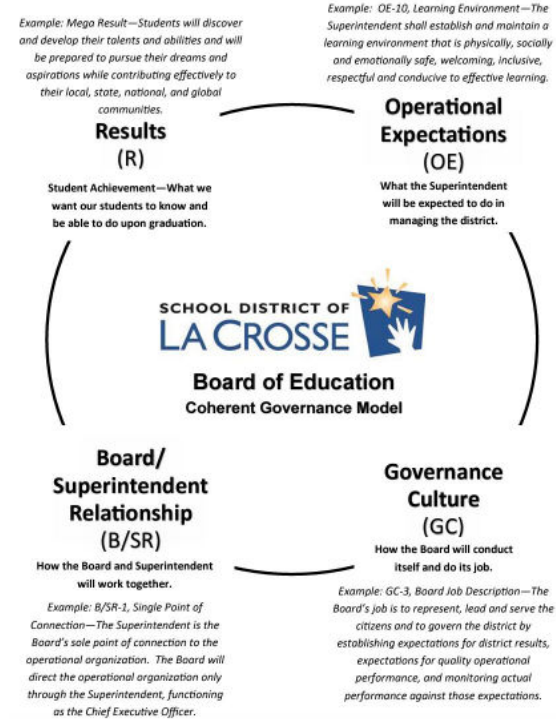 Example: Mega Result—Students will discover
and develop their talents and abilities and will
be prepared to pursue their dreams and
aspirations while contributing effectively to
their local, state, national, and global
communities.
Results
(R)
Student Achievement—What we
want our students to know and
be able to do upon graduation.
Example: OE-10, Learning Environment—The
Superintendent shall establish and maintain a
learning environment that is physically, socially
and emotionally safe, welcoming, inclusive,
respectful and conducive to effective learning.
Operational
Expectations
(OE)
What the Superintendent
will be expected to do in
managing the district.
SCHOOL DISTRICT OF
LA CROSSE
Board of Education
Coherent Governance Model
Board/
Superintendent
Relationship
(B/SR)
How the Board and Superintendent
will work together.
Example: B/SR-1, Single Point of
Connection—The Superintendent is the
Board's sole point of connection to the
operational organization. The Board will
direct the operational organization only
through the Superintendent, functioning
as the Chief Executive Officer.
Governance
Culture
(GC)
How the Board will conduct
itself and do its job.
Example: GC-3, Board Job Description—The
Board's job is to represent, lead and serve the
citizens and to govern the district by
establishing expectations for district results,
expectations for quality operational
performance, and monitoring actual
performance against those expectations.